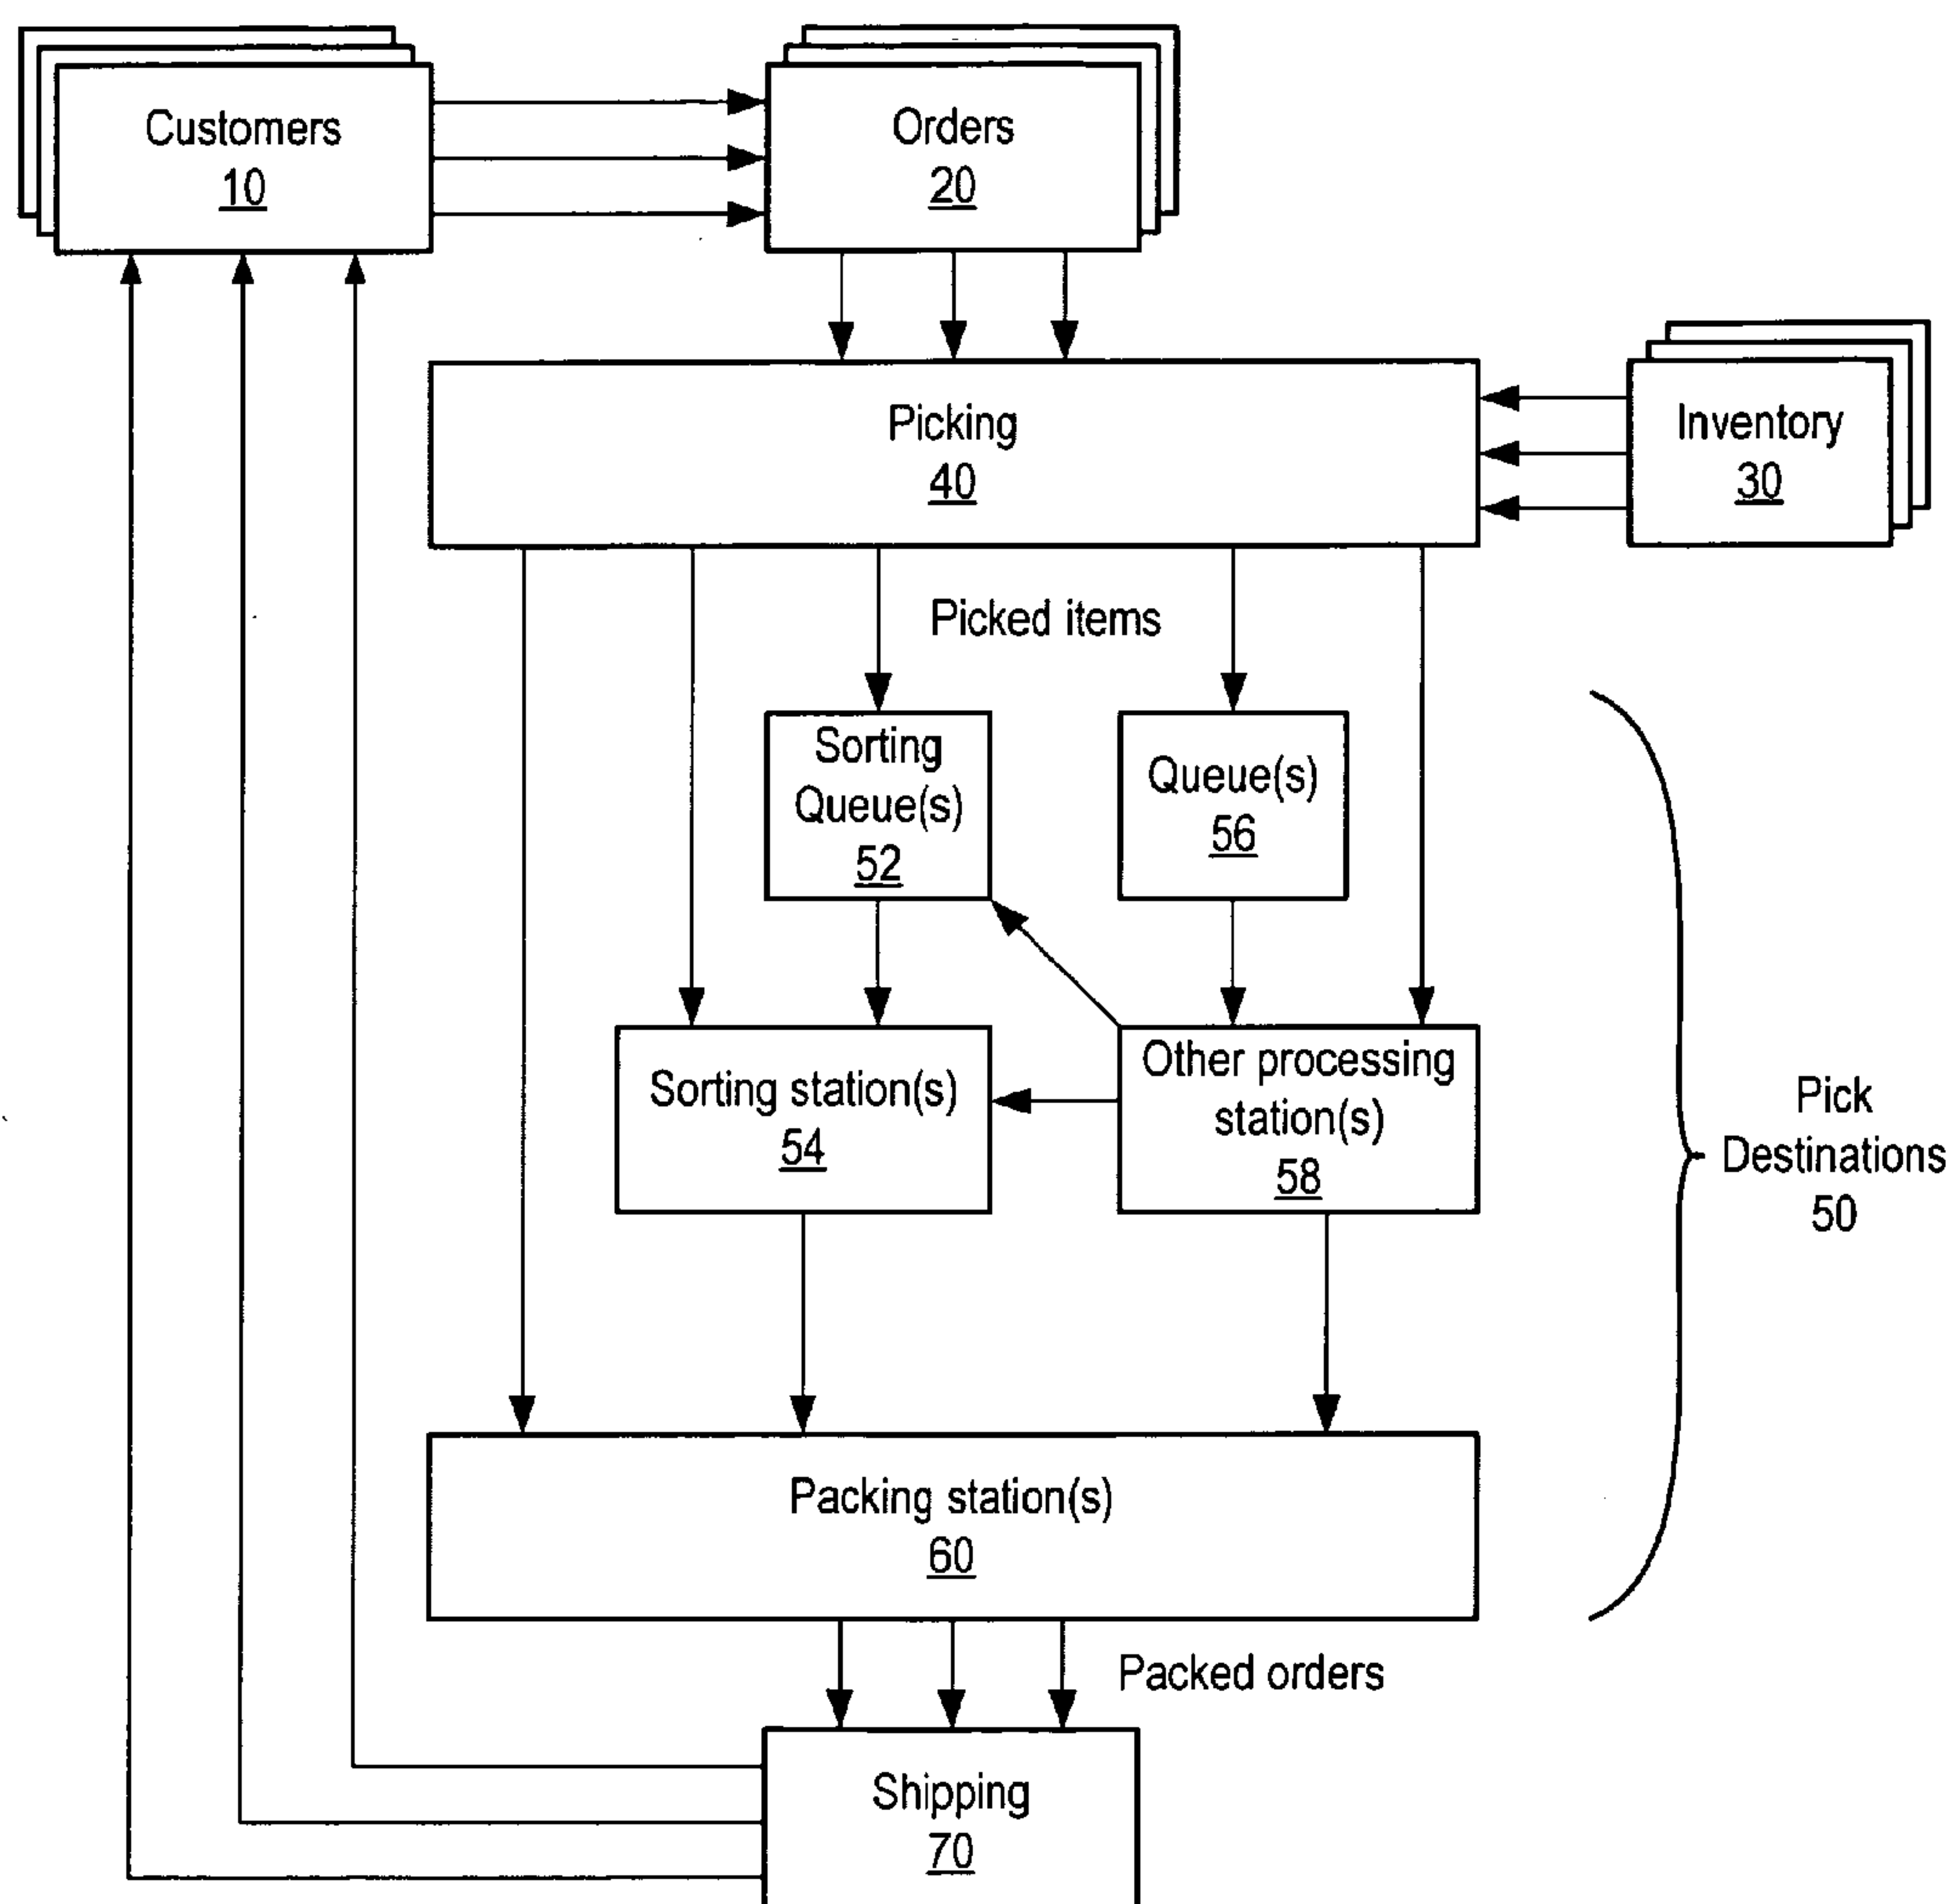 Customers
10
Orders
20
Picking
40
Inventory
30
Picked items
Sorting
Queue(s)
52
Queue(s)
56
Sorting station(s)
54
Other processing
station(s)
58
Pick
Destinations
50
Packing station(s)
60
Packed orders
Shipping
70